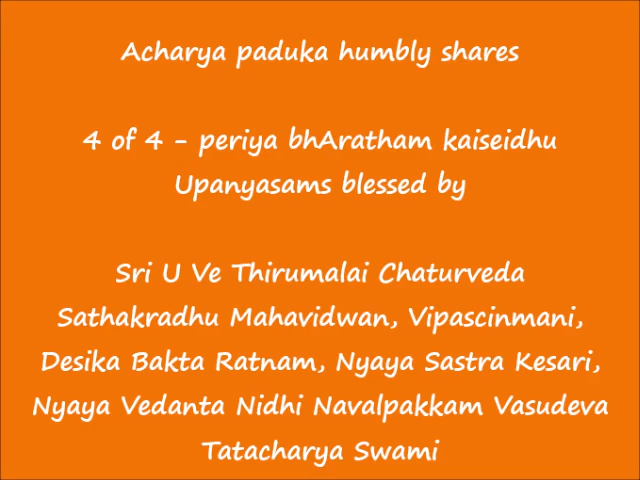 Acharya paduka humbly shares
4 of 4 - periya bhAratham kaiseidhu
Upanyasams blessed by
Sri U Ve Thirumalai Chaturveda
Sathakradhu Mahavidwan, Vipascinmani,
Desika Bakta Ratnam, Nyaya Sastra Kesari,
Nyaya Vedanta Nidhi Navalpakkam Vasudeva
Tatacharya Swami